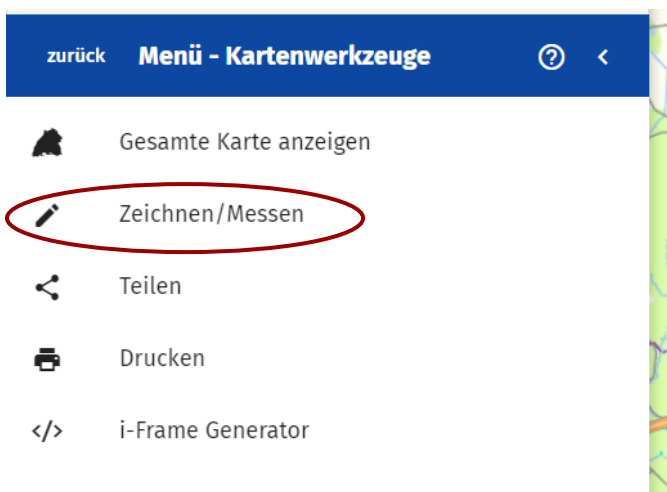 zurück Menü - Kartenwerkzeuge
Gesamte Karte anzeigen
Zeichnen/Messen
Teilen
Drucken
i-Frame Generator